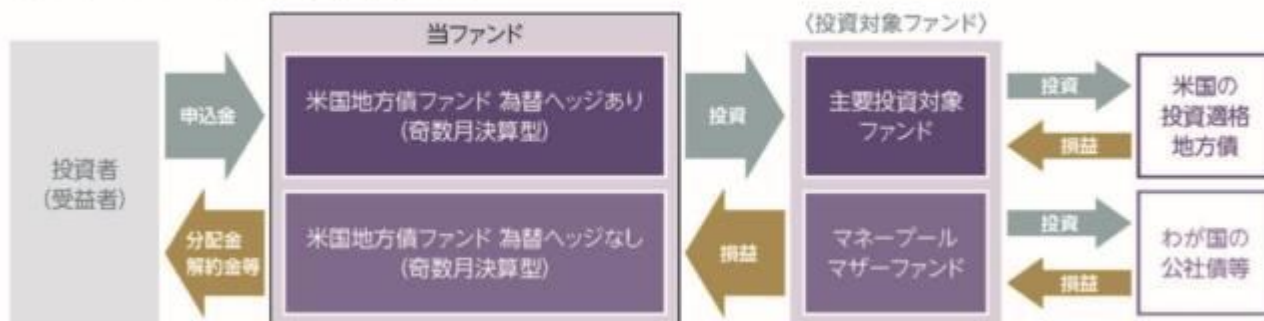 当ファンド
〈投資対象ファンド〉
投資者
(受益者)
申込金
分配金
解約金等
米国地方債ファンド 為替ヘッジあり
(奇数月決算型)
米国地方債ファンド 為替ヘッジなし
(奇数月決算型)
投資
損益
主要投資対象
ファンド
マネープール
マザーファンド
投資
損益
投資
損益
米国の
投資適格
地方債
わが国の
公社債等